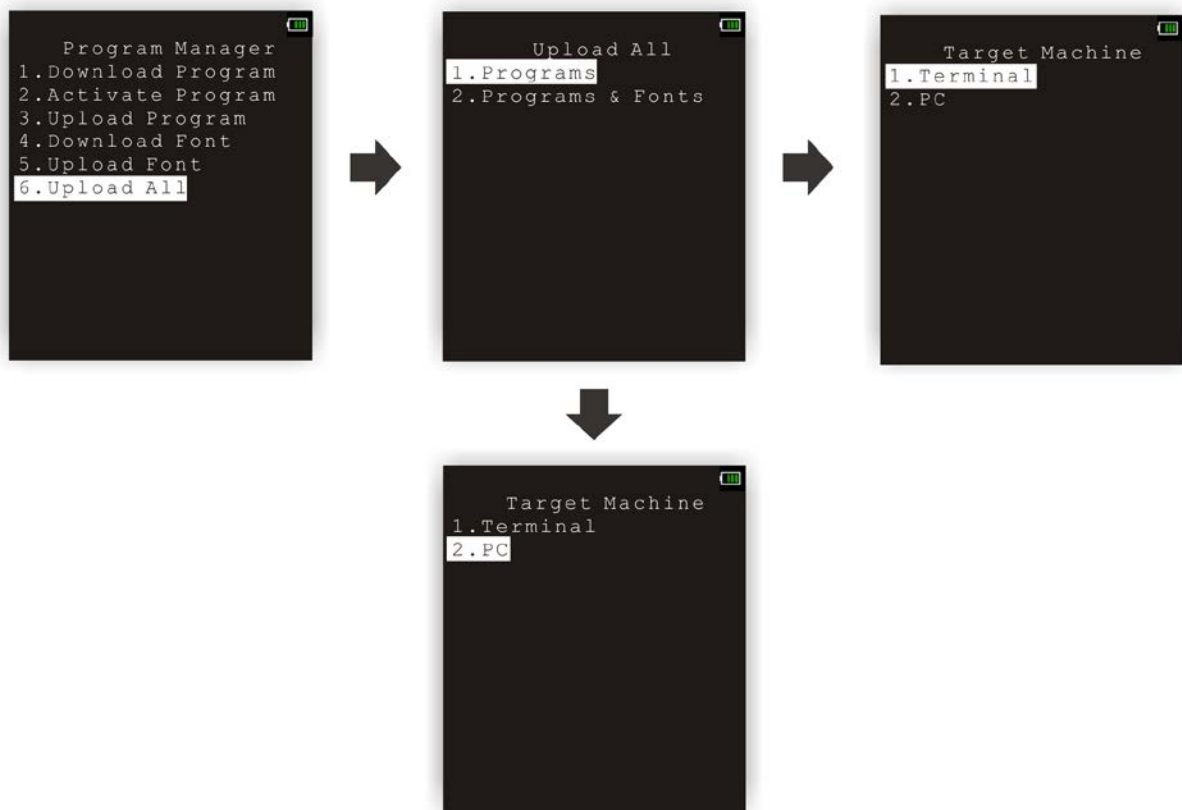 Program Manager
1.Download Program
2.Activate Program
3.Upload Program
4.Download Font
5.Upload Font
6.Upload All
Upload All
1.Programs
2.Programs & Fonts
Target Machine
1.Terminal
2.PC
Target Machine
1.Terminal
2.PC